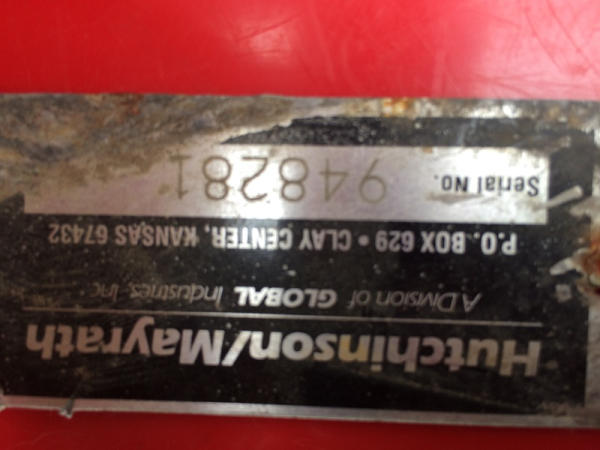 Hutchinson/Mayrath
A Division of GLOBAL Industries, Inc.
P.O. BOX 629 • CLAY CENTER, KANSAS 67432
Serial No. 948281